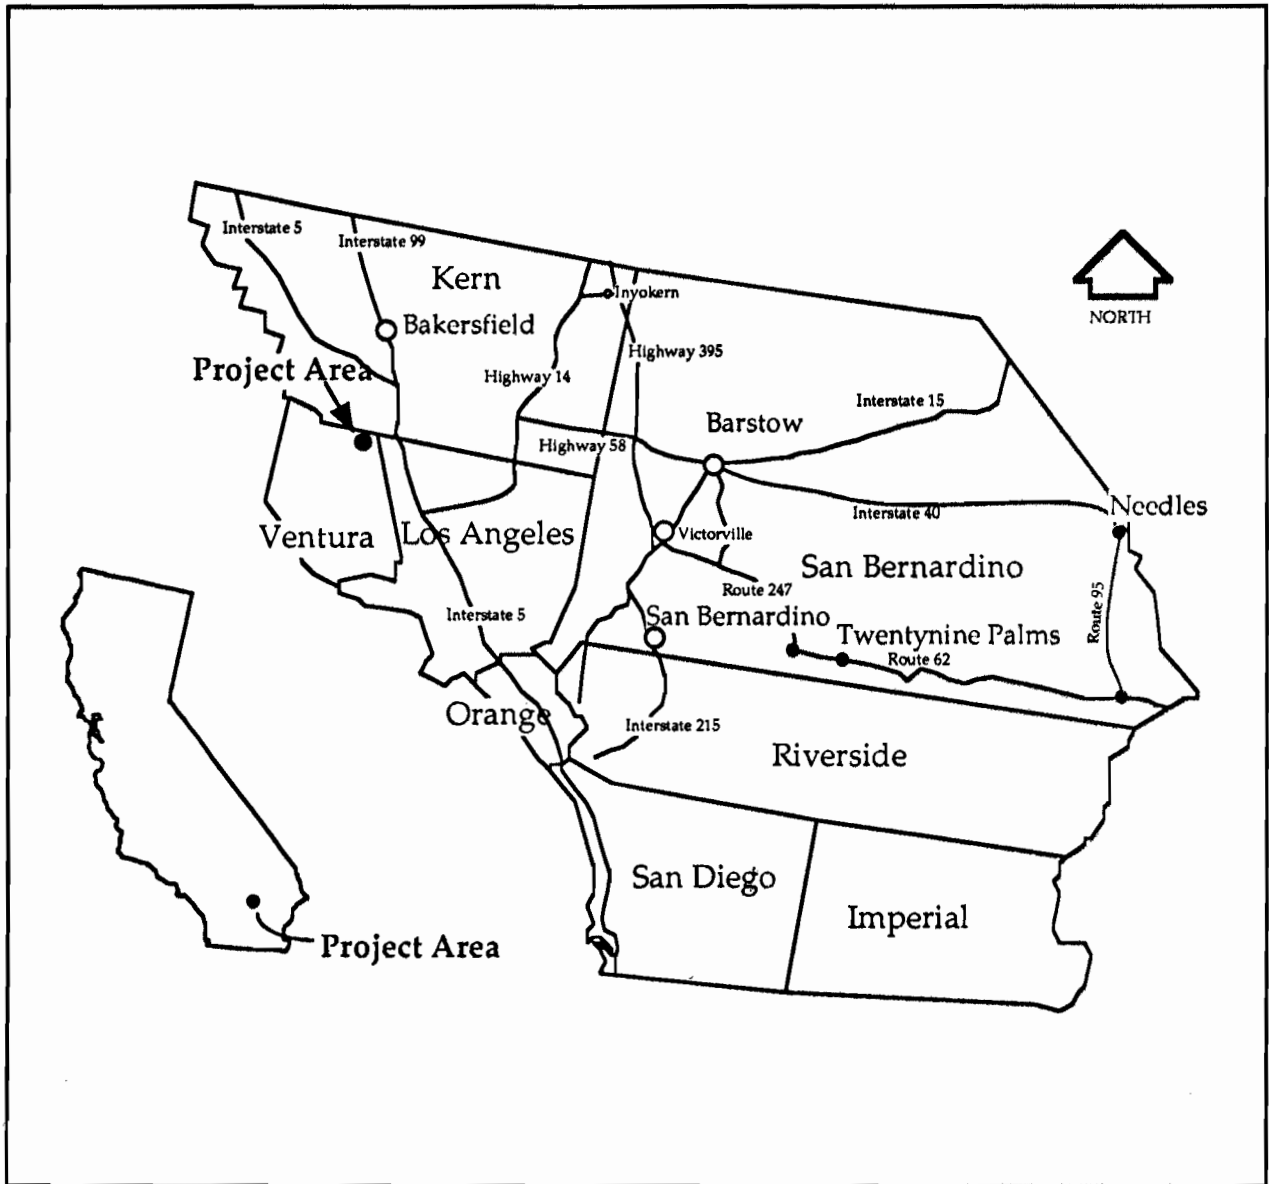 Interstate 5
Interstate 99
Kern
Inyokern
NORTH
Bakersfield
Highway 395
Project Area
Highway 14
Interstate 15
Barstow
Highway 58
Needles
Interstate 40
Ventura
Los Angeles
Victorville
San Bernardino
Route 247
Route 95
Interstate 5
San Bernardino
Twentynine Palms
Route 62
Orange
Interstate 215
Riverside
San Diego
Imperial
Project Area